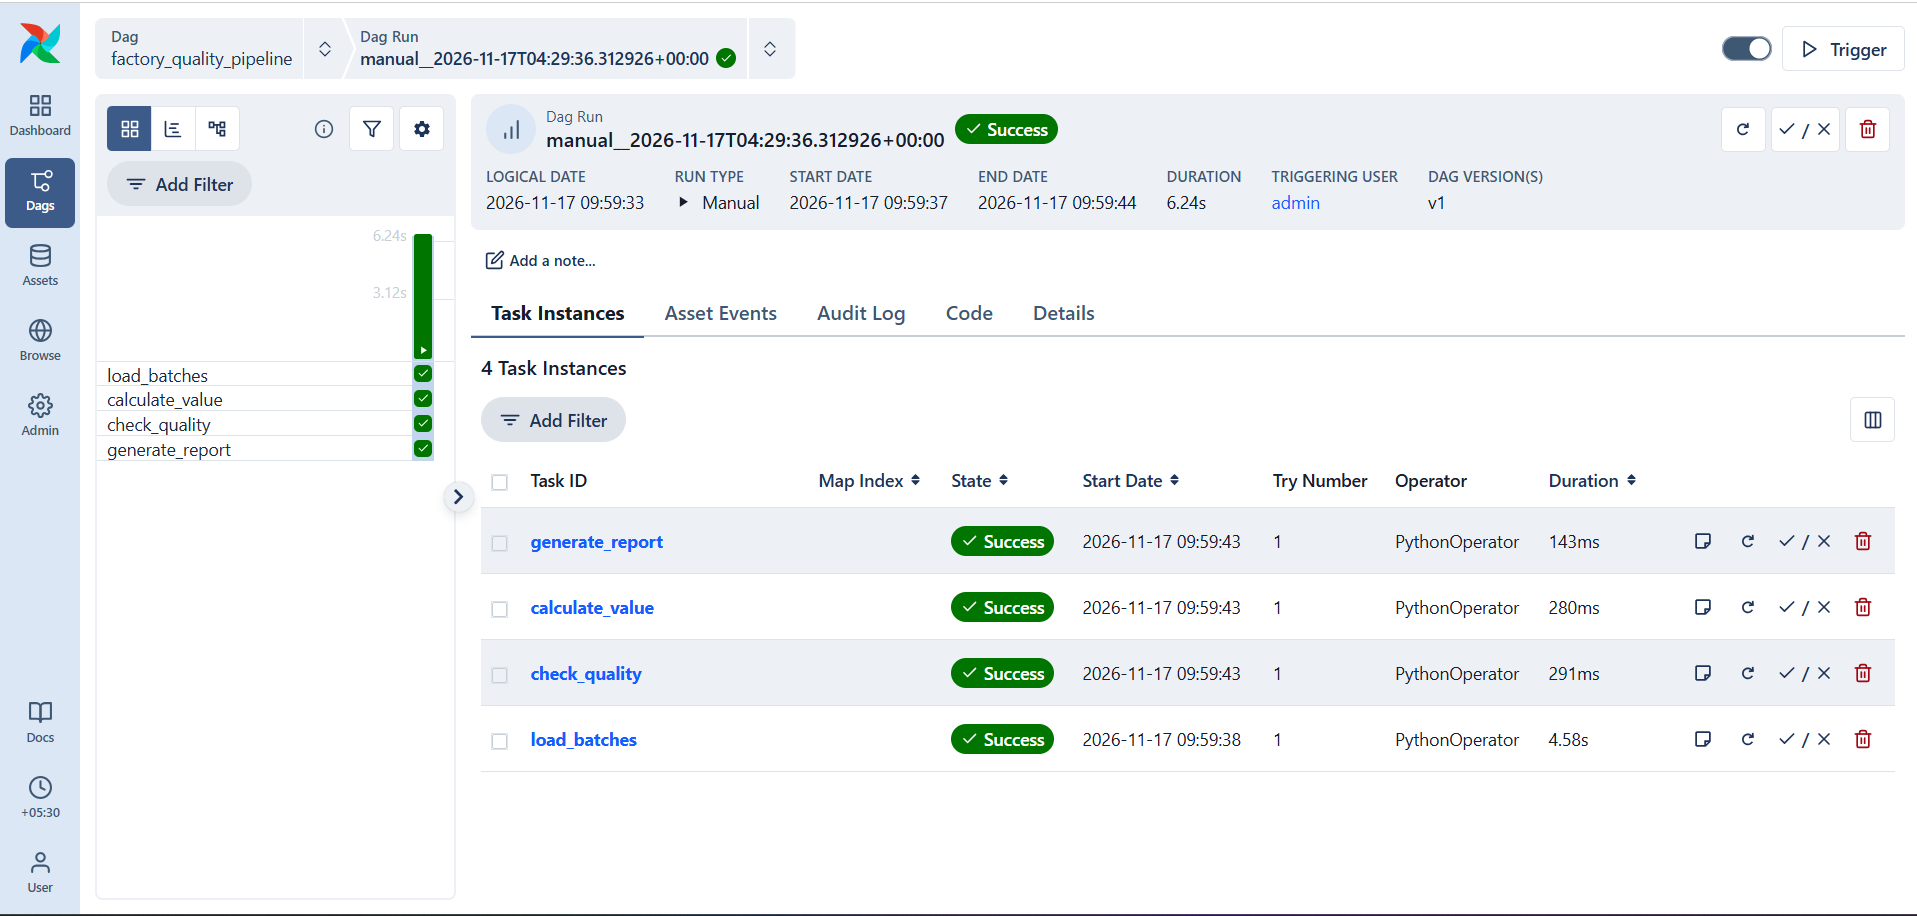 Dag
factory_quality_pipeline
Dag Run
manual__2026-11-17T04:29:36.312926+00:00
Trigger
Dashboard
Dags
Assets
Browse
Admin
Docs
+05:30
User
Add Filter
6.24s
3.12s
load_batches
calculate_value
check_quality
generate_report
Dag Run
manual__2026-11-17T04:29:36.312926+00:00 Success
LOGICAL DATE RUN TYPE START DATE END DATE DURATION TRIGGERING USER DAG VERSION(S)
2026-11-17 09:59:33 Manual 2026-11-17 09:59:37 2026-11-17 09:59:44 6.24s admin v1
Add a note...
Task Instances Asset Events Audit Log Code Details
4 Task Instances
Add Filter
Task ID Map Index State Start Date Try Number Operator Duration
generate_report Success 2026-11-17 09:59:43 1 PythonOperator 143ms
calculate_value Success 2026-11-17 09:59:43 1 PythonOperator 280ms
check_quality Success 2026-11-17 09:59:43 1 PythonOperator 291ms
load_batches Success 2026-11-17 09:59:38 1 PythonOperator 4.58s